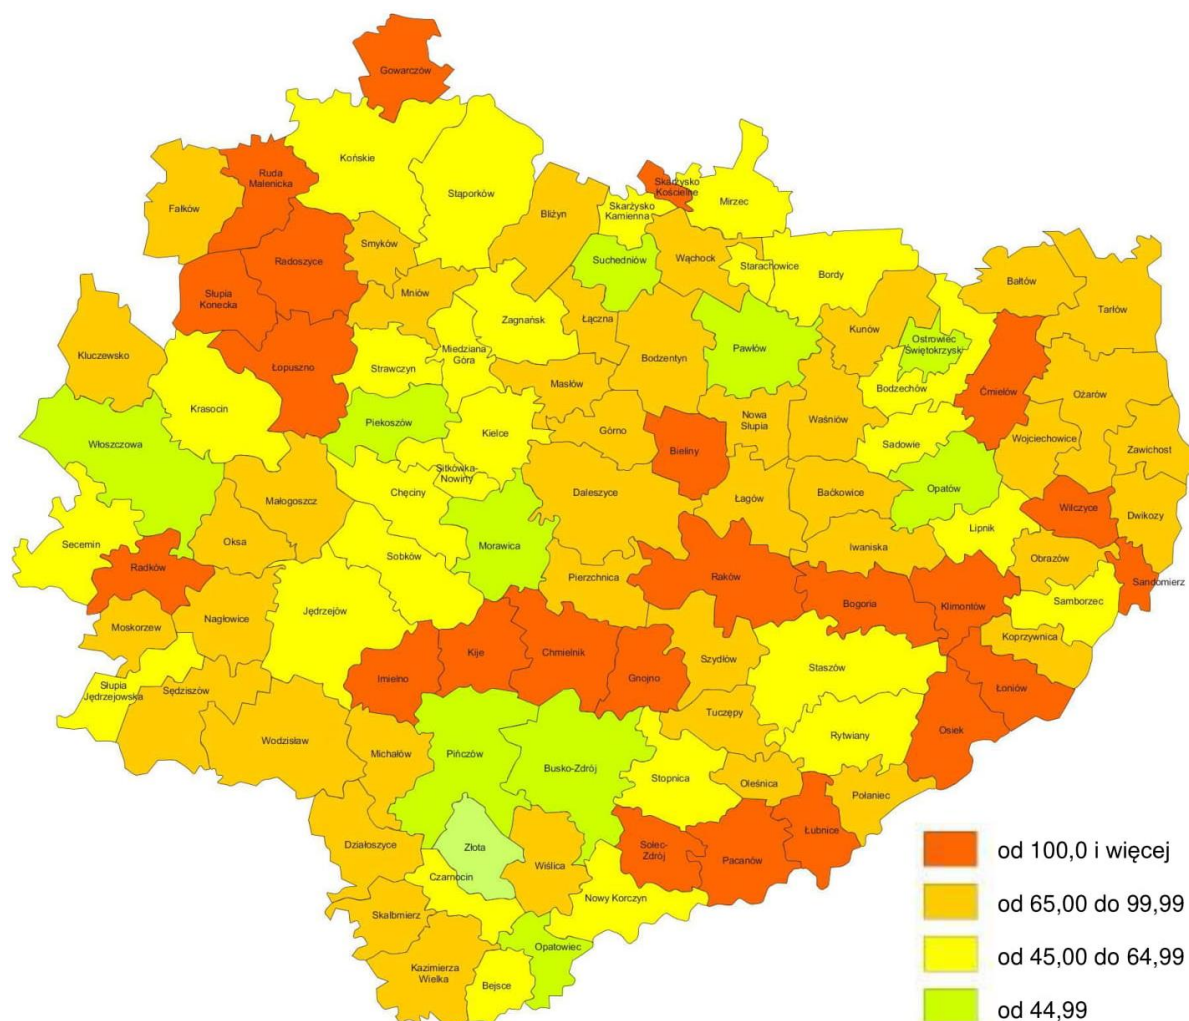 Gowarczów
Końskie
Ruda
Malenicka
Stąporków
Skarżysko
Kościelne
Mirzec
Fałków
Bliżyn
Skarżysko
Kamienna
Smyków
Radoszyce
Suchedniów
Wąchock
Starachowice
Bordy
Bałtów
Tarłów
Słupia
Konecka
Mniów
Zagnańsk
Łączna
Kunów
Ostrowiec
Świętokrzysk
Kluczewsko
Łopuszno
Miedziana
Góra
Strawczyn
Bodzentyn
Pawłów
Masłów
Bodzechów
Ćmielów
Ożarów
Krasocin
Piekoszów
Kielce
Górno
Nowa
Słupia
Waśniów
Sadowie
Wojciechowice
Zawichost
Włoszczowa
Bieliny
Sitkówka-
Nowiny
Chęciny
Małogoszcz
Daleszyce
Łagów
Baćkowice
Opatów
Wilczyce
Dwikozy
Lipnik
Secemin
Oksa
Sobków
Morawica
Iwaniska
Obrazów
Radków
Pierzchnica
Raków
Sandomierz
Bogoria
Klimontów
Samborzec
Jędrzejów
Nagłowice
Moskorzew
Koprzywnica
Kije
Chmielnik
Szydłów
Staszów
Imielno
Gnojno
Słupia
Jędrzejowska
Sędziszów
Łoniów
Tuczępy
Osiek
Rytwiany
Wodzisław
Michałów
Pińczów
Busko-Zdrój
Stopnica
Oleśnica
Połaniec
Działoszyce
Złota
Solec-
Zdrój
Pacanów
Łubnice
Wiślica
Czarnocin
Nowy Korczyn
Skalbmierz
Opatowiec
Kazimierza
Wielka
Bejsce
od 100,0 i więcej
od 65,00 do 99,99
od 45,00 do 64,99
od 44,99